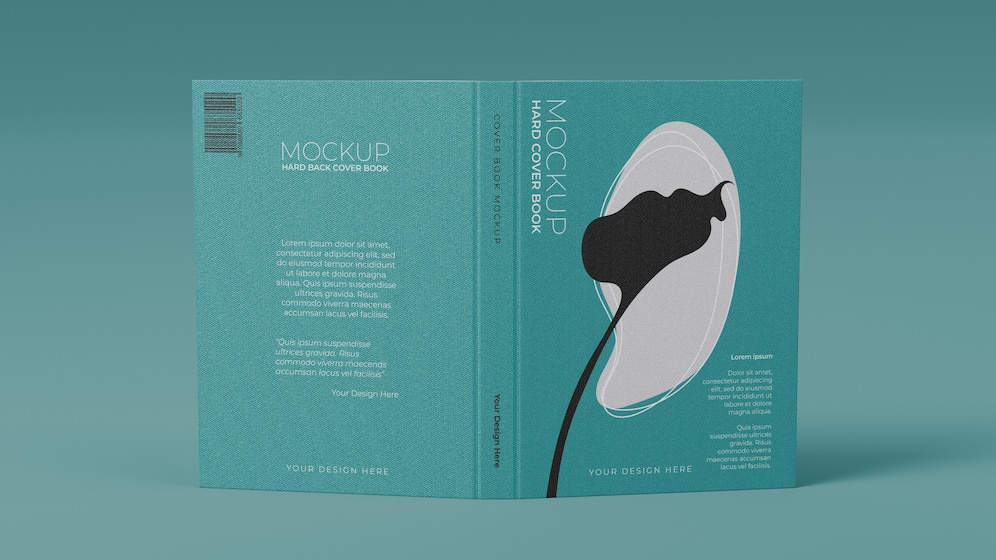 MOCKUP
HARD BACK COVER BOOK
Lorem ipsum dolor sit amet,
consectetur adipiscing elit, sed
do eiusmod tempor incididunt
ut labore et dolore magna
aliqua. Quis ipsum suspendisse
ultrices gravida. Risus
commodo viverra maecenas
accumsan lacus vel facilisis.
"Quis ipsum suspendisse
ultrices gravida. Risus
commodo viverra maecenas
accumsan lacus vel facilisis"
Your Design Here
YOUR DESIGN HERE
COVER BOOK MOCKUP
Your Design Here
MOCKUP
HARD COVER BOOK
Lorem ipsum
Dolor sit amet,
consectetur adipiscing
elit, sed do eiusmod
tempor incididunt ut
labore et dolore
magna aliqua.
Quis ipsum
suspendisse ultrices
gravida. Risus
commodo viverra
maecenas accumsan
lacus vel facilisis.
YOUR DESIGN HERE